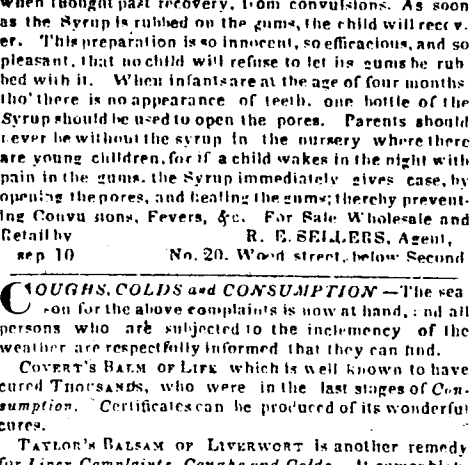 when thought past recovery, from convulsions. As soon
as the Syrup is rubbed on the gums, the child will recov-
er. This preparation is so innocent, so efficacious, and so
pleasant, that no child will refuse to let its gums be rub
bed with it. When infants are at the age of four months
tho' there is no appearance of teeth. one bottle of the
Syrup should be used to open the pores. Parents should
never be without the syrup in the nursery where there
are young children, for if a child wakes in the night with
pain in the gums. the Syrup immediately gives ease, by
opening the pores, and healing the gums; thereby prevent-
ing Convu sions, Fevers, &c. For Sale Wholesale and
Retail by R. E. SELLERS, Agent,
sep 10 No. 20. Wood street, below Second
COUGHS, COLDS and CONSUMPTION —The sea
son for the above complaints is now at hand, and all
persons who are subjected to the inclemency of the
weather are respectfully informed that they can find.
COVERT'S BALM OF LIFE which is well known to have
cured THOUSANDS, who were in the last stages of Con-
sumption. Certificates can be produced of its wonderful
cures.
TAYLOR'S BALSAM OF LIVERWORT is another remedy
for Liver Complaints, Coughs and Colds.